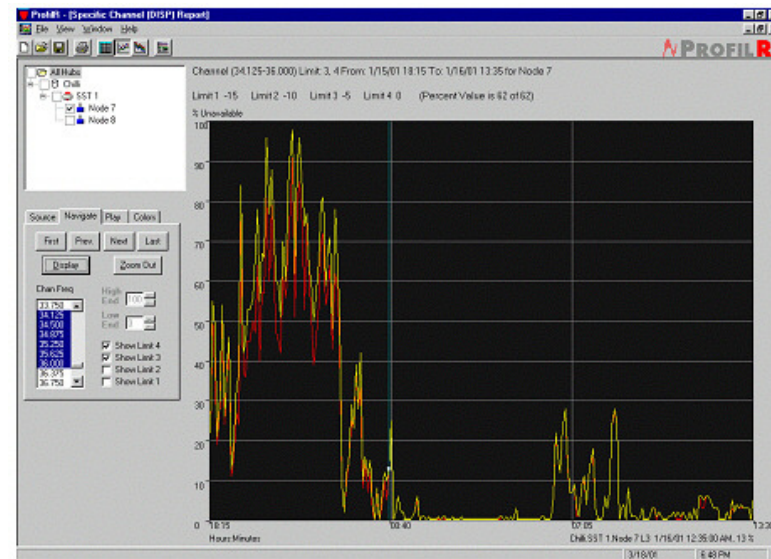 ProfilR - [Specific Channel [DISP] Report]
File View Window Help
PROFILR
All Hubs
Chilli
SST 1
Node 7
Node 8
Channel (34.125-36.000) Limit: 3, 4 From: 1/15/01 18:15 To: 1/16/01 13:35 for Node 7
Limit 1 -15 Limit 2 -10 Limit 3 -5 Limit 4 0 (Percent Value is 62 of 62)
% Unavailable
100
90
80
70
60
50
40
30
20
10
0
18:15
00:40
07:05
13:3
Hours:Minutes
Source Navigate Play Colors
First Prev. Next Last
Display Zoom Out
Chan Freq
33.750
34.125
34.500
34.875
35.250
35.625
36.000
36.375
36.750
High End 100
Low End
Show Limit 4
Show Limit 3
Show Limit 2
Show Limit 1
Chilli.SST 1.Node 7 L3 1/16/01 12:35:00 AM, 13 %
3/18/01 6:48 PM